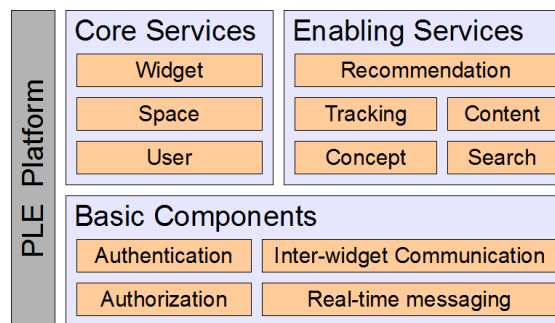 PLE Platform
Core Services
Widget
Space
User
Enabling Services
Recommendation
Tracking
Content
Concept
Search
Basic Components
Authentication
Inter-widget Communication
Authorization
Real-time messaging